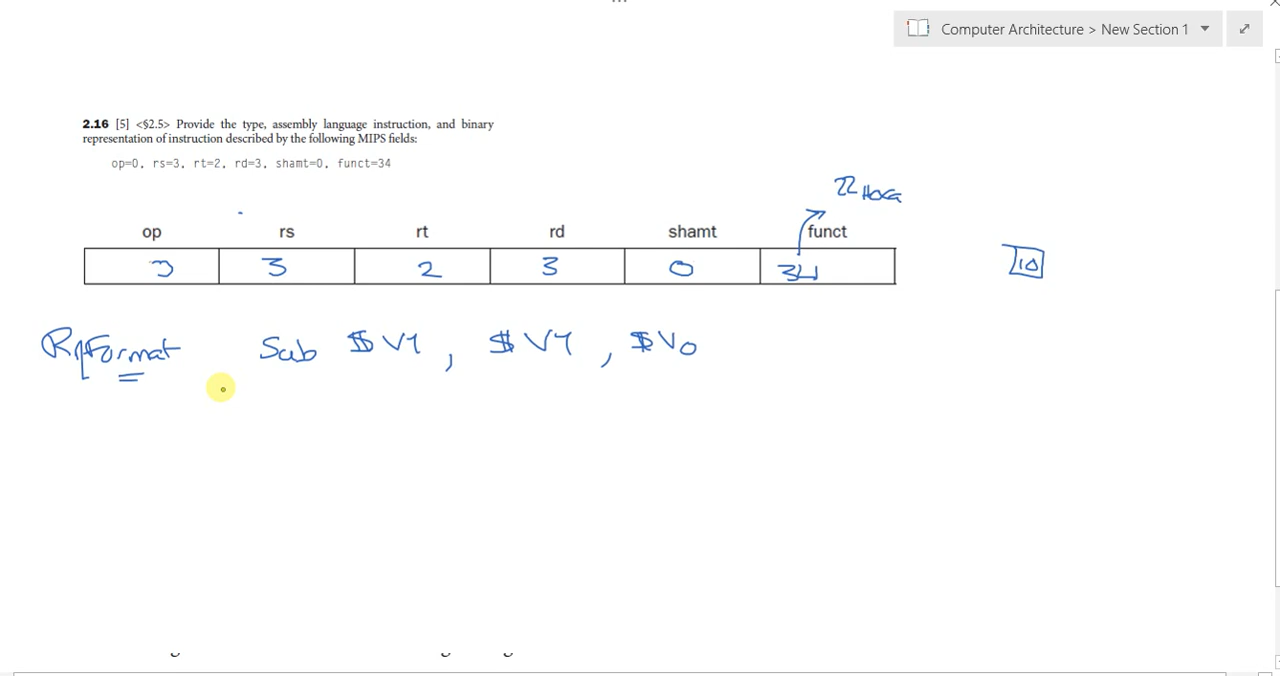 Computer Architecture > New Section 1
2.16 [5] <§2.5> Provide the type, assembly language instruction, and binary
representation of instruction described by the following MIPS fields:
op=0, rs=3, rt=2, rd=3, shamt=0, funct=34
22 Hexa
op rs rt rd shamt funct
3 3 2 3 0 34
10
Format Sub $V1, $V1, $V0